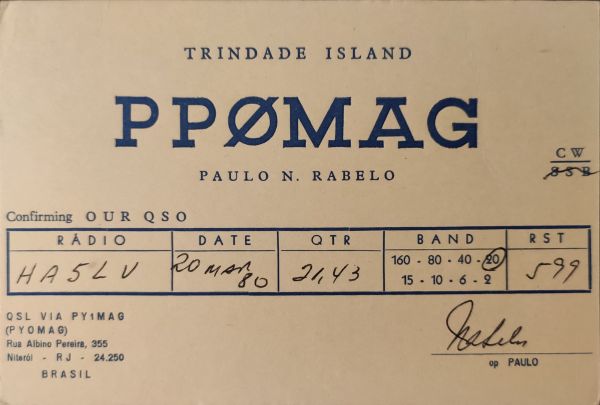 TRINDADE ISLAND
PPØMAG
PAULO N. RABELO
CW
SSB
Confirming OUR QSO
RÁDIO DATE QTR BAND RST
HA5LV 20 MAR 80 21,43 160 - 80 - 40 - 20 599
15 - 10 - 6 - 2
QSL VIA PY1MAG
(PYOMAG)
Rua Albino Pereira, 355
Niterói - RJ - 24.250
BRASIL
Rabelo
op PAULO